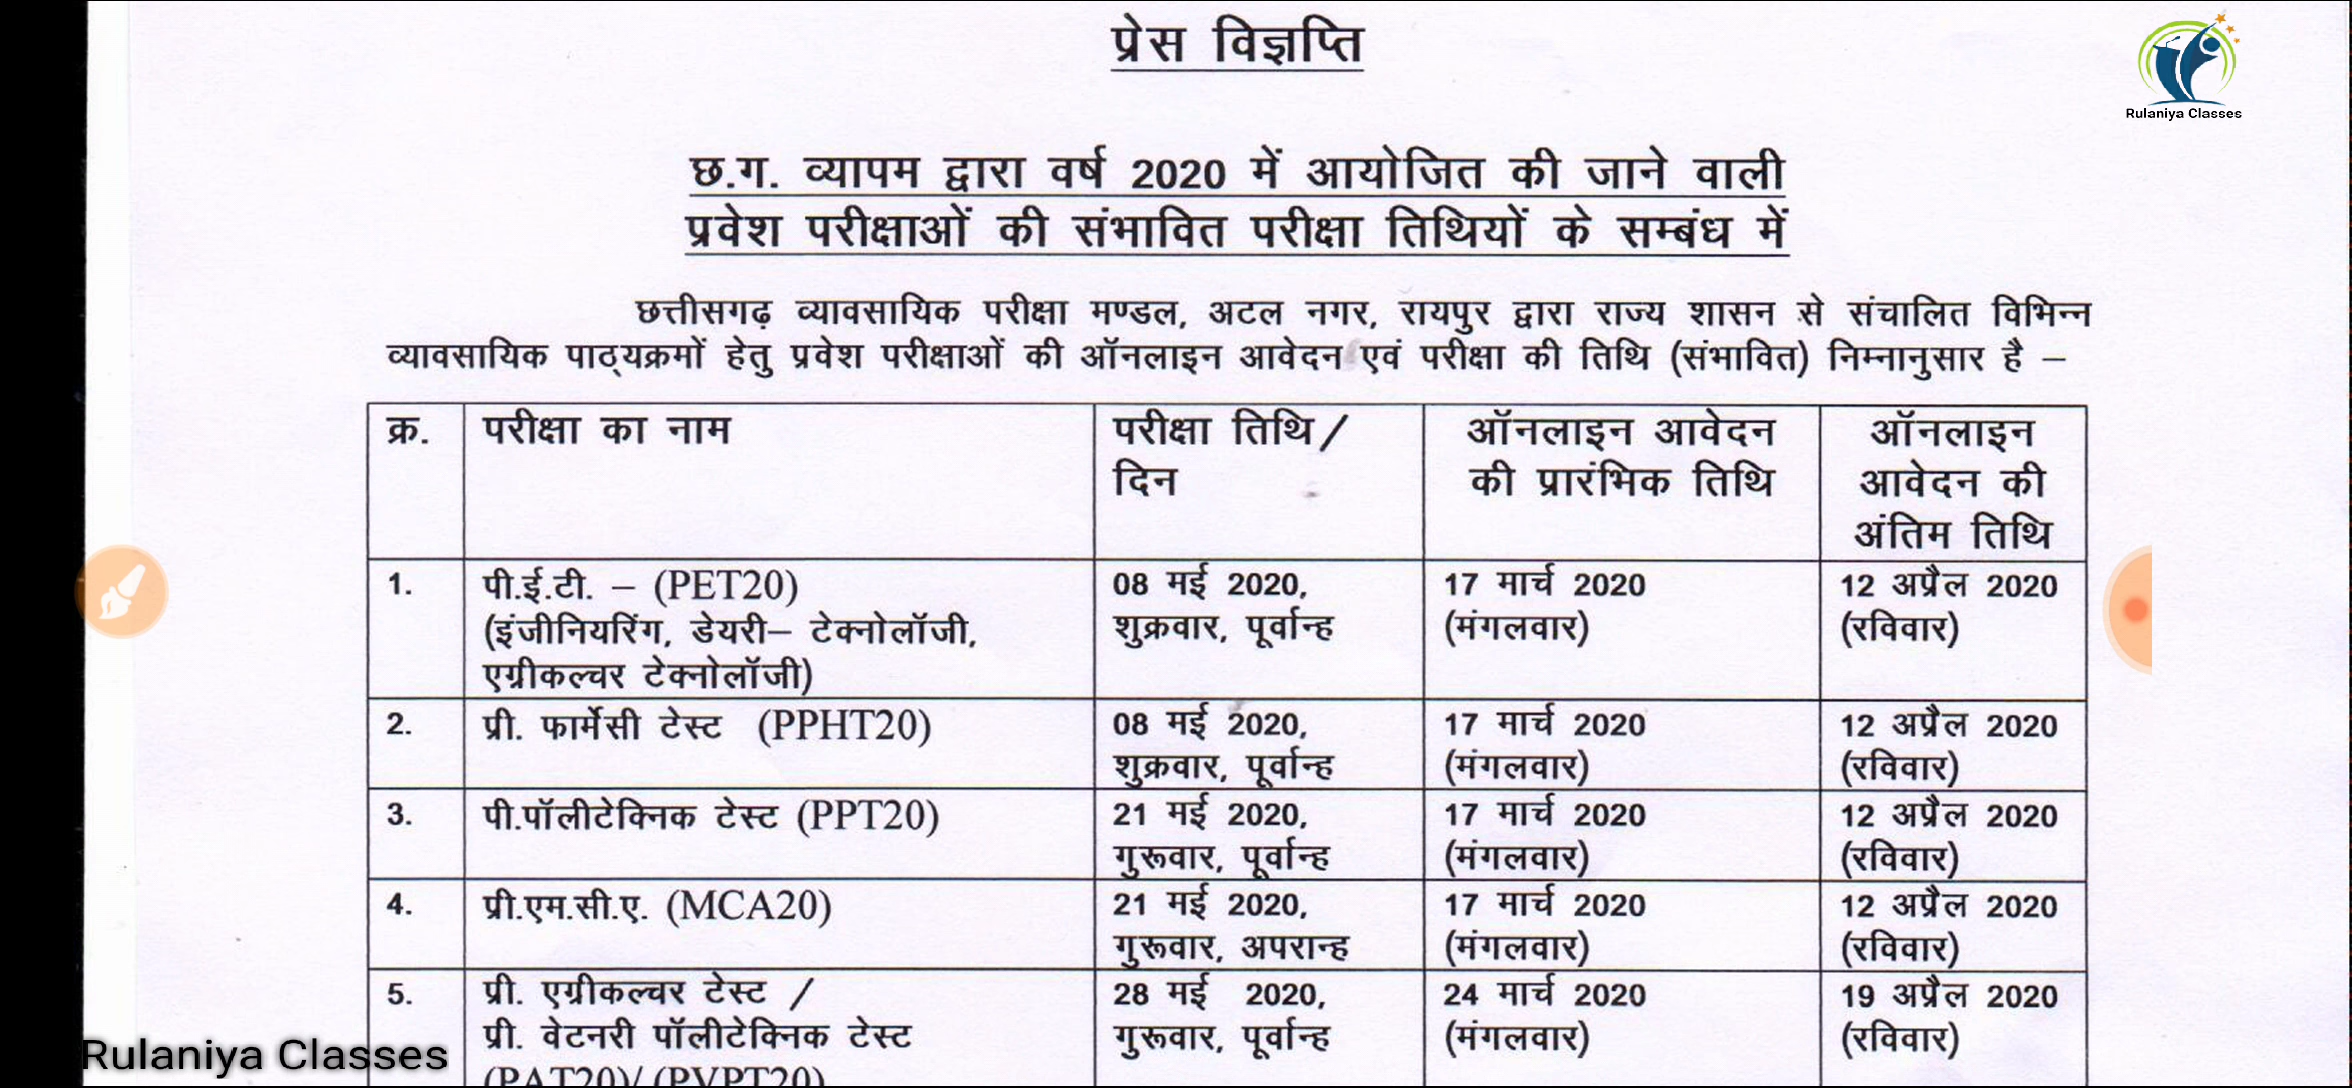 प्रेस विज्ञप्ति
Rulaniya Classes
छ.ग. व्यापम द्वारा वर्ष 2020 में आयोजित की जाने वाली
प्रवेश परीक्षाओं की संभावित परीक्षा तिथियों के सम्बंध में
छत्तीसगढ़ व्यावसायिक परीक्षा मण्डल, अटल नगर, रायपुर द्वारा राज्य शासन से संचालित विभिन्न
व्यावसायिक पाठ्यक्रमों हेतु प्रवेश परीक्षाओं की ऑनलाइन आवेदन एवं परीक्षा की तिथि (संभावित) निम्नानुसार है –
क्र. परीक्षा का नाम परीक्षा तिथि/ ऑनलाइन आवेदन ऑनलाइन
दिन की प्रारंभिक तिथि आवेदन की
अंतिम तिथि
1. पी.ई.टी. – (PET20) 08 मई 2020, 17 मार्च 2020 12 अप्रैल 2020
(इंजीनियरिंग, डेयरी– टेक्नोलॉजी, शुक्रवार, पूर्वान्ह (मंगलवार) (रविवार)
एग्रीकल्चर टेक्नोलॉजी)
2. प्री. फार्मेसी टेस्ट (PPHT20) 08 मई 2020, 17 मार्च 2020 12 अप्रैल 2020
शुक्रवार, पूर्वान्ह (मंगलवार) (रविवार)
3. पी.पॉलीटेक्निक टेस्ट (PPT20) 21 मई 2020, 17 मार्च 2020 12 अप्रैल 2020
गुरूवार, पूर्वान्ह (मंगलवार) (रविवार)
4. प्री.एम.सी.ए. (MCA20) 21 मई 2020, 17 मार्च 2020 12 अप्रैल 2020
गुरूवार, अपरान्ह (मंगलवार) (रविवार)
5. प्री. एग्रीकल्चर टेस्ट / 28 मई 2020, 24 मार्च 2020 19 अप्रैल 2020
प्री. वेटनरी पॉलीटेक्निक टेस्ट गुरूवार, पूर्वान्ह (मंगलवार) (रविवार)
(PAT20)/ (PVPT20)
Rulaniya Classes